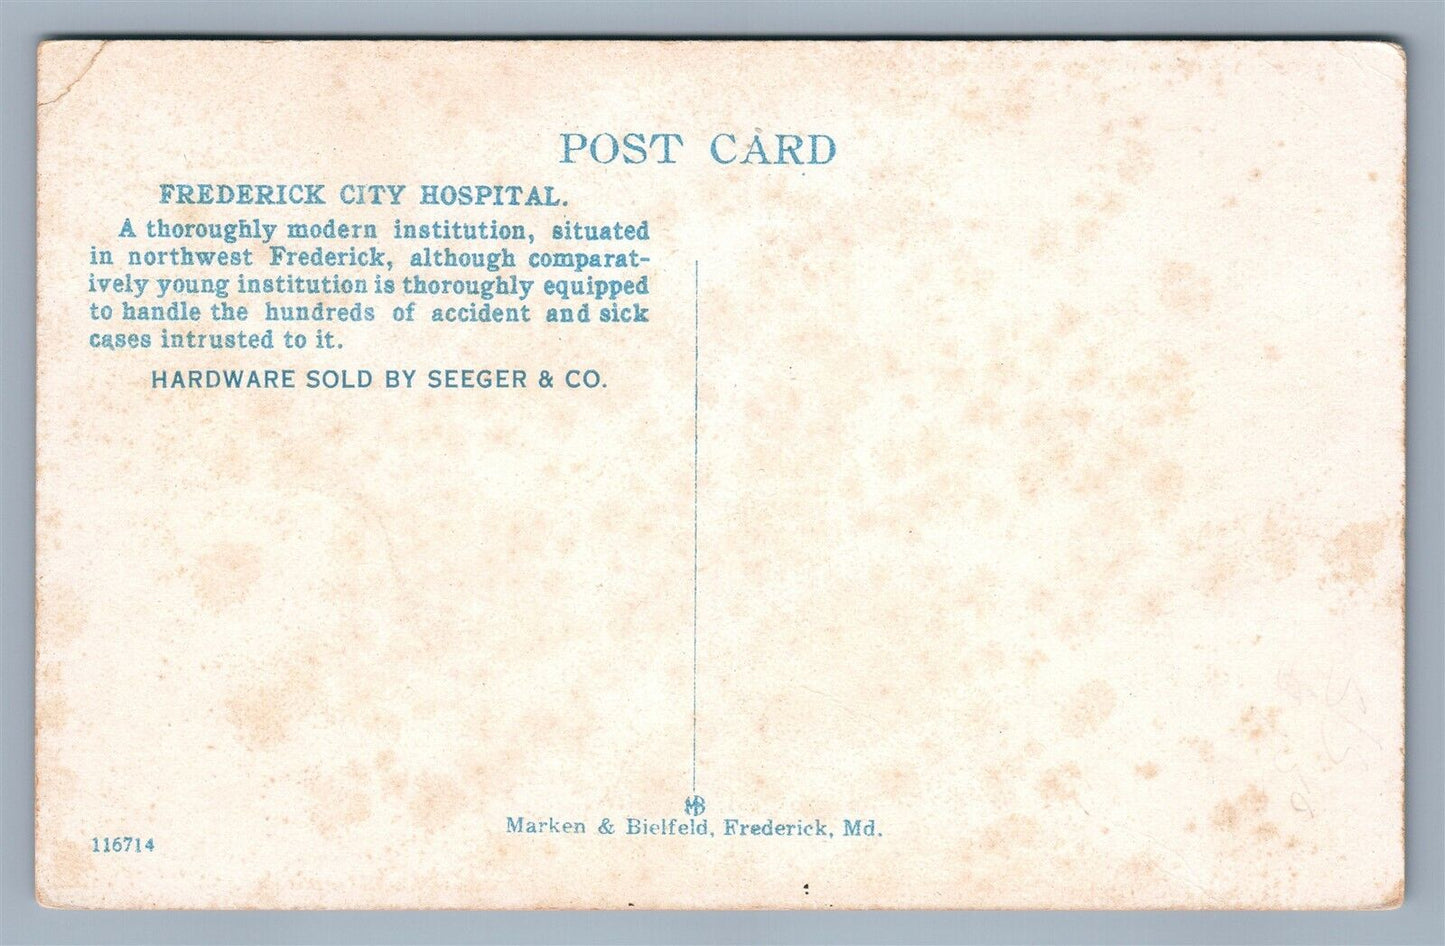 POST CARD
FREDERICK CITY HOSPITAL.
A thoroughly modern institution, situated
in northwest Frederick, although comparat-
ively young institution is thoroughly equipped
to handle the hundreds of accident and sick
cases intrusted to it.
HARDWARE SOLD BY SEEGER & CO.
MB
Marken & Bielfeld, Frederick, Md.
116714